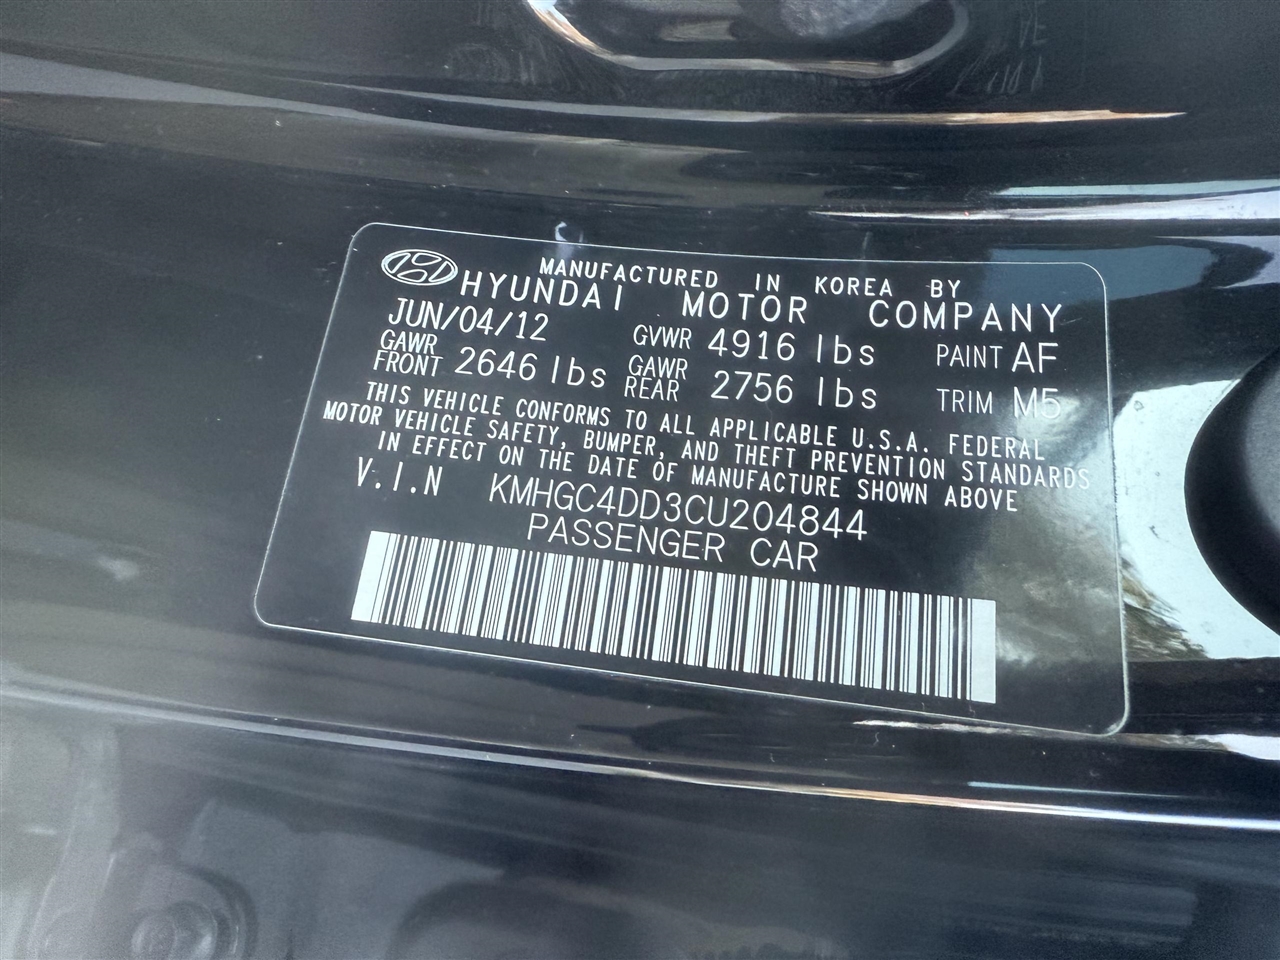 MANUFACTURED IN KOREA BY
HYUNDAI MOTOR COMPANY
JUN/04/12 GVWR 4916 lbs PAINT AF
GAWR FRONT 2646 lbs GAWR REAR 2756 lbs TRIM M5
THIS VEHICLE CONFORMS TO ALL APPLICABLE U.S.A. FEDERAL
MOTOR VEHICLE SAFETY, BUMPER, AND THEFT PREVENTION STANDARDS
IN EFFECT ON THE DATE OF MANUFACTURE SHOWN ABOVE
V.I.N KMHGC4DD3CU204844
PASSENGER CAR